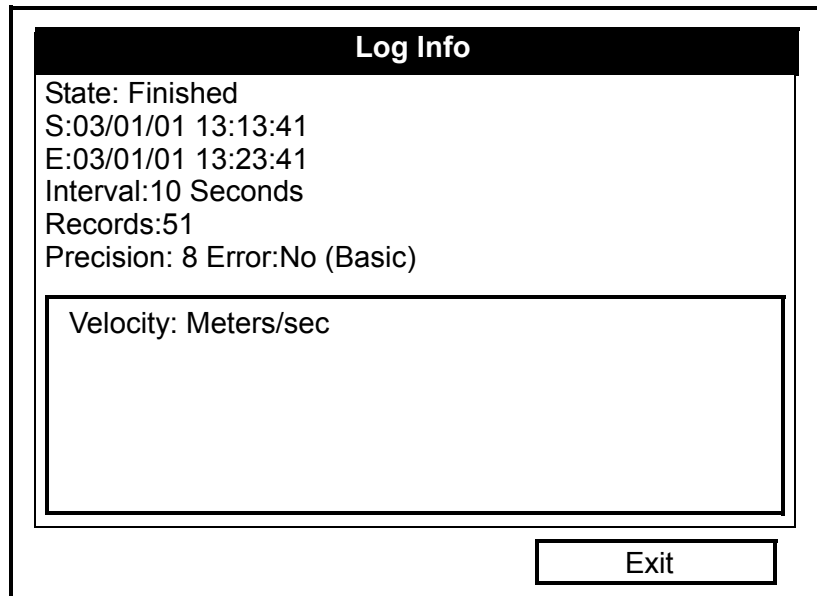 Log Info
State: Finished
S:03/01/01 13:13:41
E:03/01/01 13:23:41
Interval:10 Seconds
Records:51
Precision: 8 Error:No (Basic)
Velocity: Meters/sec
Exit